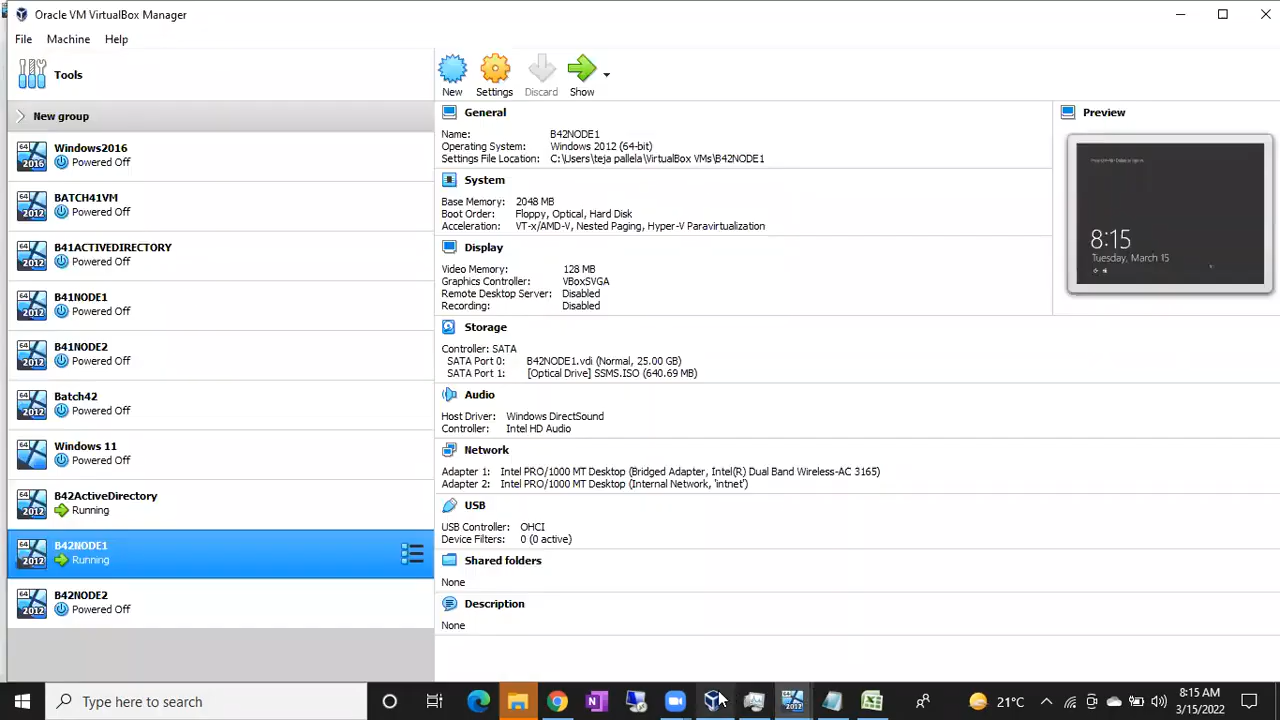 Oracle VM VirtualBox Manager
File Machine Help
Tools
New Settings Discard Show
New group
Windows2016
Powered Off
BATCH41VM
Powered Off
B41ACTIVEDIRECTORY
Powered Off
B41NODE1
Powered Off
B41NODE2
Powered Off
Batch42
Powered Off
Windows 11
Powered Off
B42ActiveDirectory
Running
B42NODE1
Running
B42NODE2
Powered Off
General
Name: B42NODE1
Operating System: Windows 2012 (64-bit)
Settings File Location: C:\Users\teja pallela\VirtualBox VMs\B42NODE1
System
Base Memory: 2048 MB
Boot Order: Floppy, Optical, Hard Disk
Acceleration: VT-x/AMD-V, Nested Paging, Hyper-V Paravirtualization
Display
Video Memory: 128 MB
Graphics Controller: VBoxSVGA
Remote Desktop Server: Disabled
Recording: Disabled
Storage
Controller: SATA
SATA Port 0: B42NODE1.vdi (Normal, 25.00 GB)
SATA Port 1: [Optical Drive] SSMS.ISO (640.69 MB)
Audio
Host Driver: Windows DirectSound
Controller: Intel HD Audio
Network
Adapter 1: Intel PRO/1000 MT Desktop (Bridged Adapter, Intel(R) Dual Band Wireless-AC 3165)
Adapter 2: Intel PRO/1000 MT Desktop (Internal Network, 'intnet')
USB
USB Controller: OHCI
Device Filters: 0 (0 active)
Shared folders
None
Description
None
Preview
8:15
Tuesday, March 15
Type here to search
21°C
8:15 AM
3/15/2022